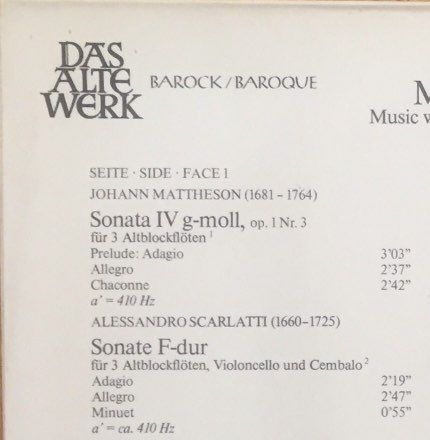 DAS
ALTE
WERK
BAROCK/BAROQUE
M
Music w
SEITE · SIDE · FACE 1
JOHANN MATTHESON (1681 – 1764)
Sonata IV g-moll, op. 1 Nr. 3
für 3 Altblockflöten ¹
Prelude: Adagio 3’03”
Allegro 2’37”
Chaconne 2’42”
a’ = 410 Hz
ALESSANDRO SCARLATTI (1660–1725)
Sonate F-dur
für 3 Altblockflöten, Violoncello und Cembalo ²
Adagio 2’19”
Allegro 2’47”
Minuet 0’55”
a’ = ca. 410 Hz